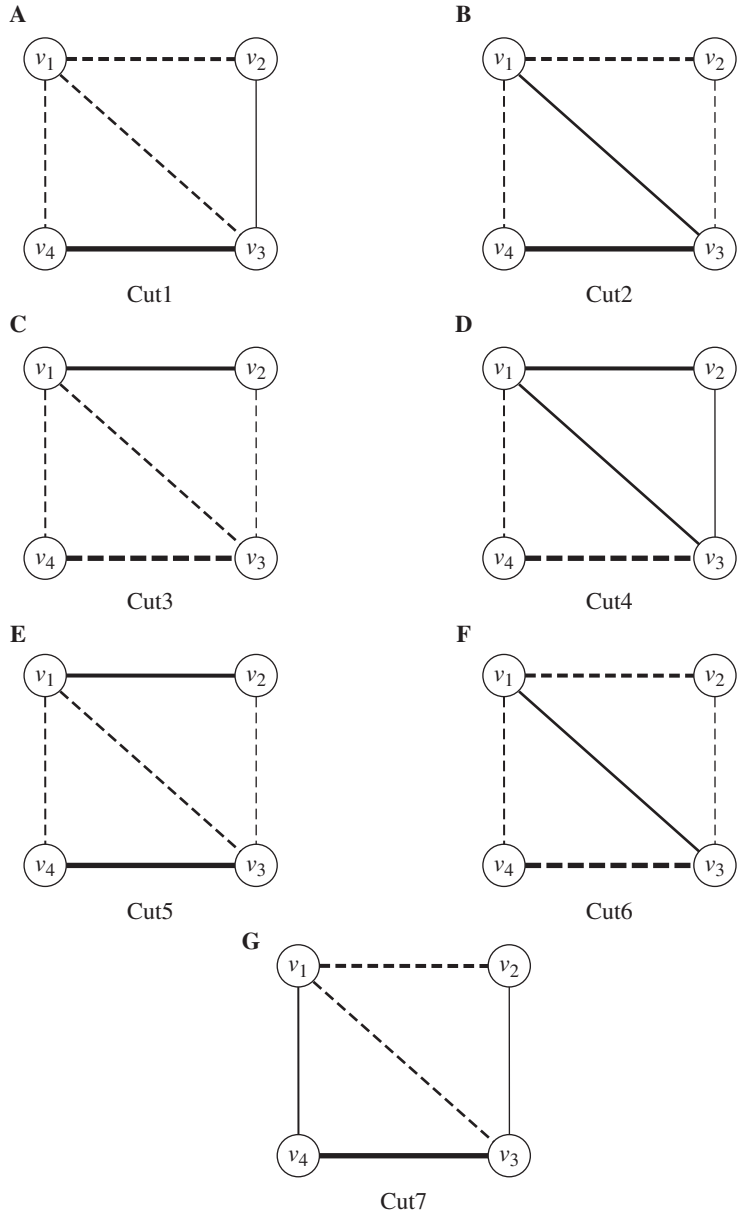 A
B
v1 v2
v1 v2
v4 v3
v4 v3
Cut1
Cut2
C
D
v1 v2
v1 v2
v4 v3
v4 v3
Cut3
Cut4
E
F
v1 v2
v1 v2
v4 v3
v4 v3
Cut5
Cut6
G
v1 v2
v4 v3
Cut7